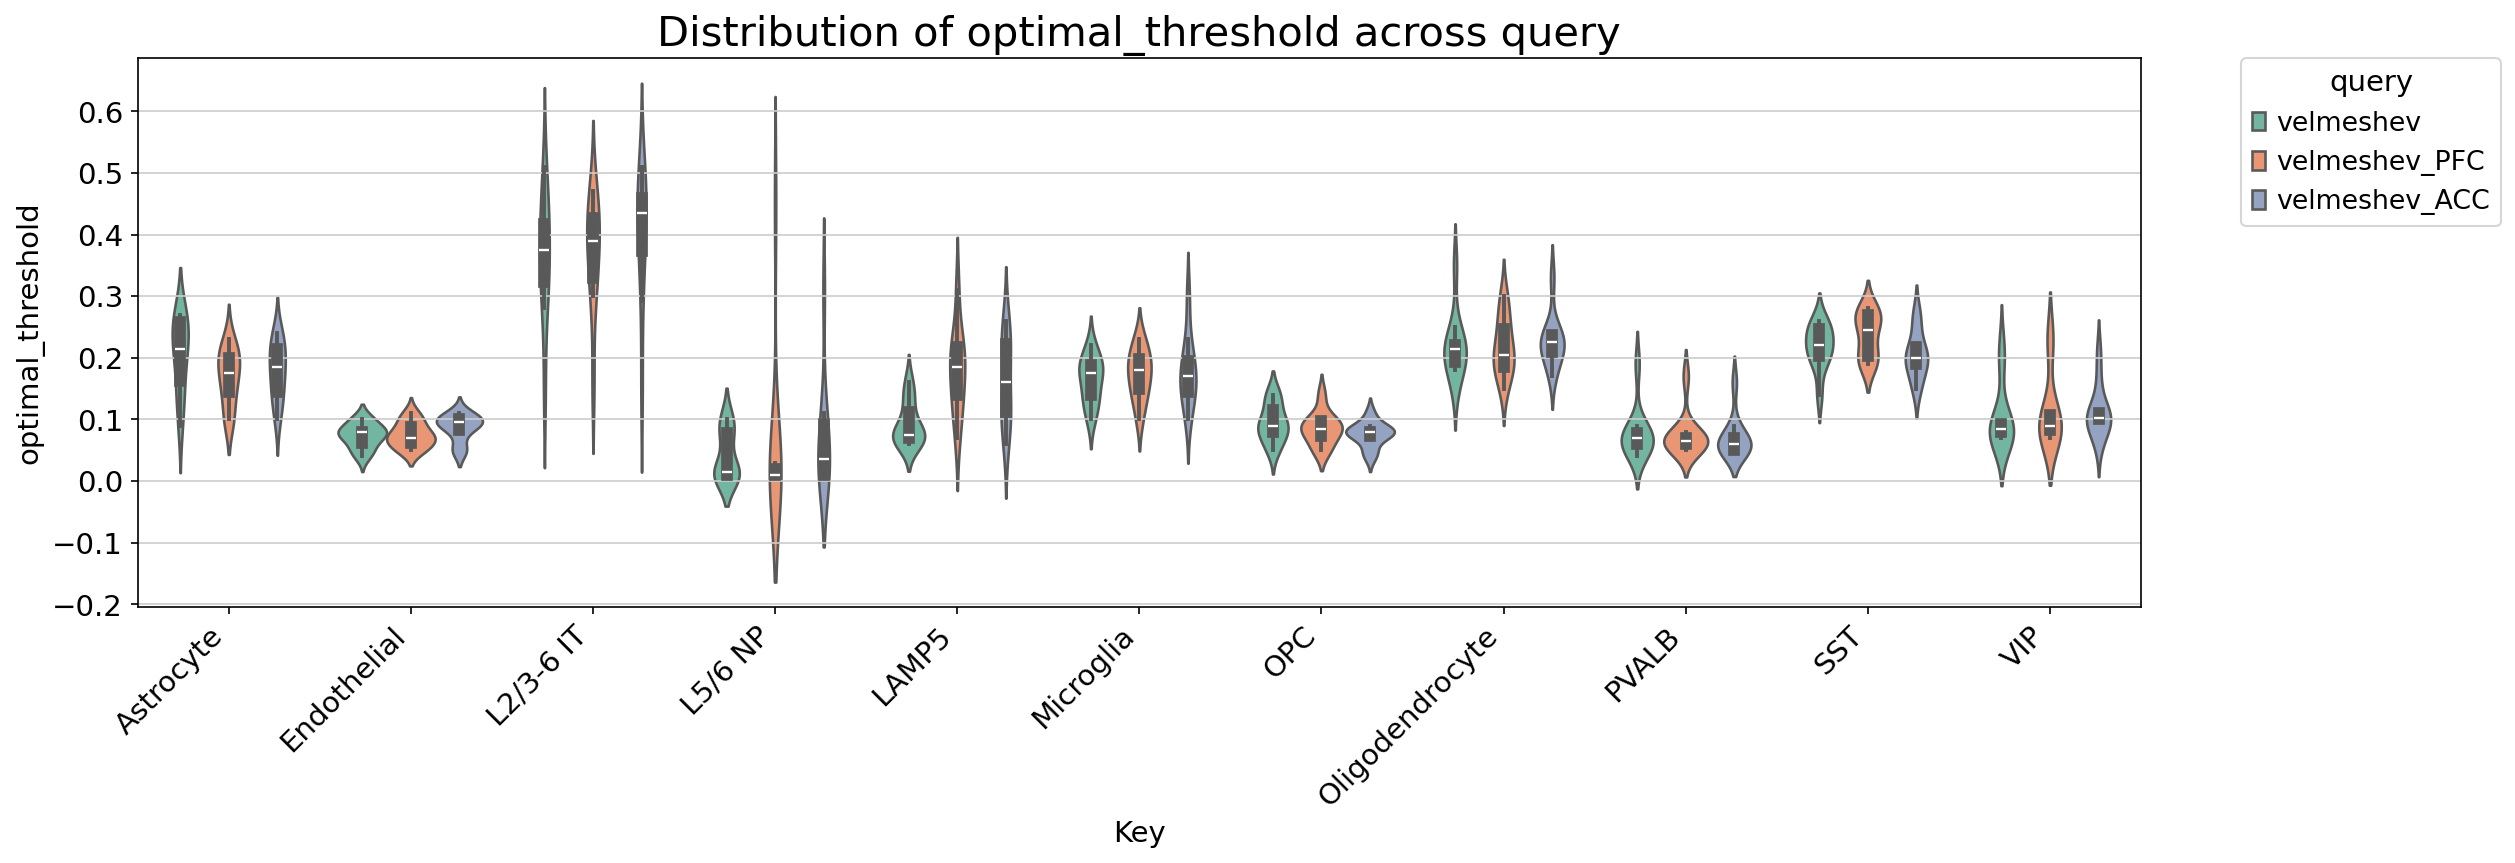 Distribution of optimal_threshold across query
optimal_threshold
0.6
0.5
0.4
0.3
0.2
0.1
0.0
−0.1
−0.2
Astrocyte
Endothelial
L2/3-6 IT
L5/6 NP
LAMP5
Microglia
OPC
Oligodendrocyte
PVALB
SST
VIP
Key
query
velmeshev
velmeshev_PFC
velmeshev_ACC